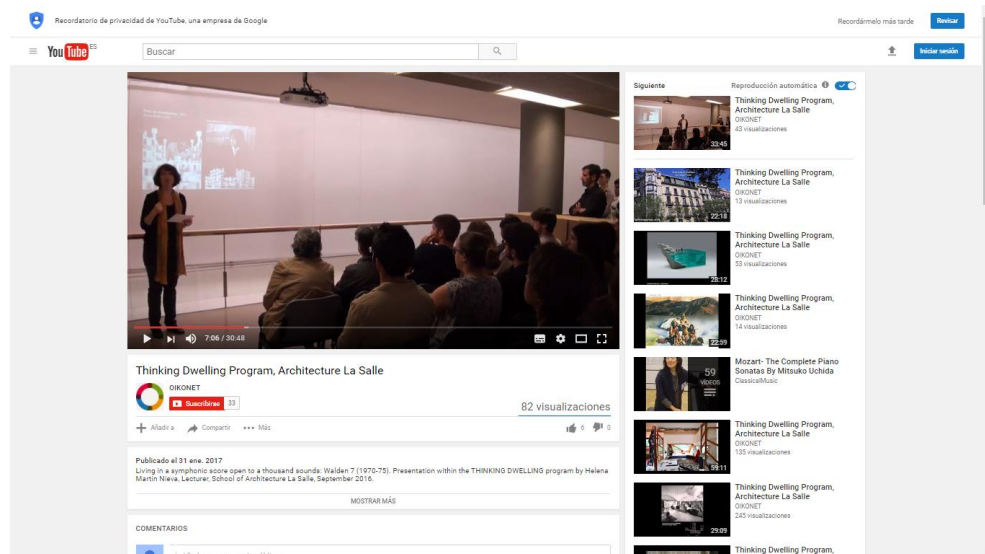 Recordatorio de privacidad de YouTube, una empresa de Google
Recordármelo más tarde
Revisar
YouTube ES
Buscar
Iniciar sesión
7:06 / 30:48
Thinking Dwelling Program, Architecture La Salle
OIKONET
Suscribirse 33
82 visualizaciones
Añadir a
Compartir
Más
6
0
Publicado el 31 ene. 2017
Living in a symphonic score open to a thousand sounds: Walden 7 (1970-75). Presentation within the THINKING DWELLING program by Helena
Martin Nieva, Lecturer, School of Architecture La Salle, September 2016.
MOSTRAR MÁS
COMENTARIOS
Siguiente
Reproducción automática
Thinking Dwelling Program,
Architecture La Salle
OIKONET
43 visualizaciones
33:45
Thinking Dwelling Program,
Architecture La Salle
OIKONET
13 visualizaciones
22:18
Thinking Dwelling Program,
Architecture La Salle
OIKONET
53 visualizaciones
28:12
Thinking Dwelling Program,
Architecture La Salle
OIKONET
14 visualizaciones
22:59
Mozart- The Complete Piano
Sonatas By Mitsuko Uchida
ClassicalMusic
59
VÍDEOS
Thinking Dwelling Program,
Architecture La Salle
OIKONET
135 visualizaciones
59:11
Thinking Dwelling Program,
Architecture La Salle
OIKONET
245 visualizaciones
29:09
Thinking Dwelling Program,